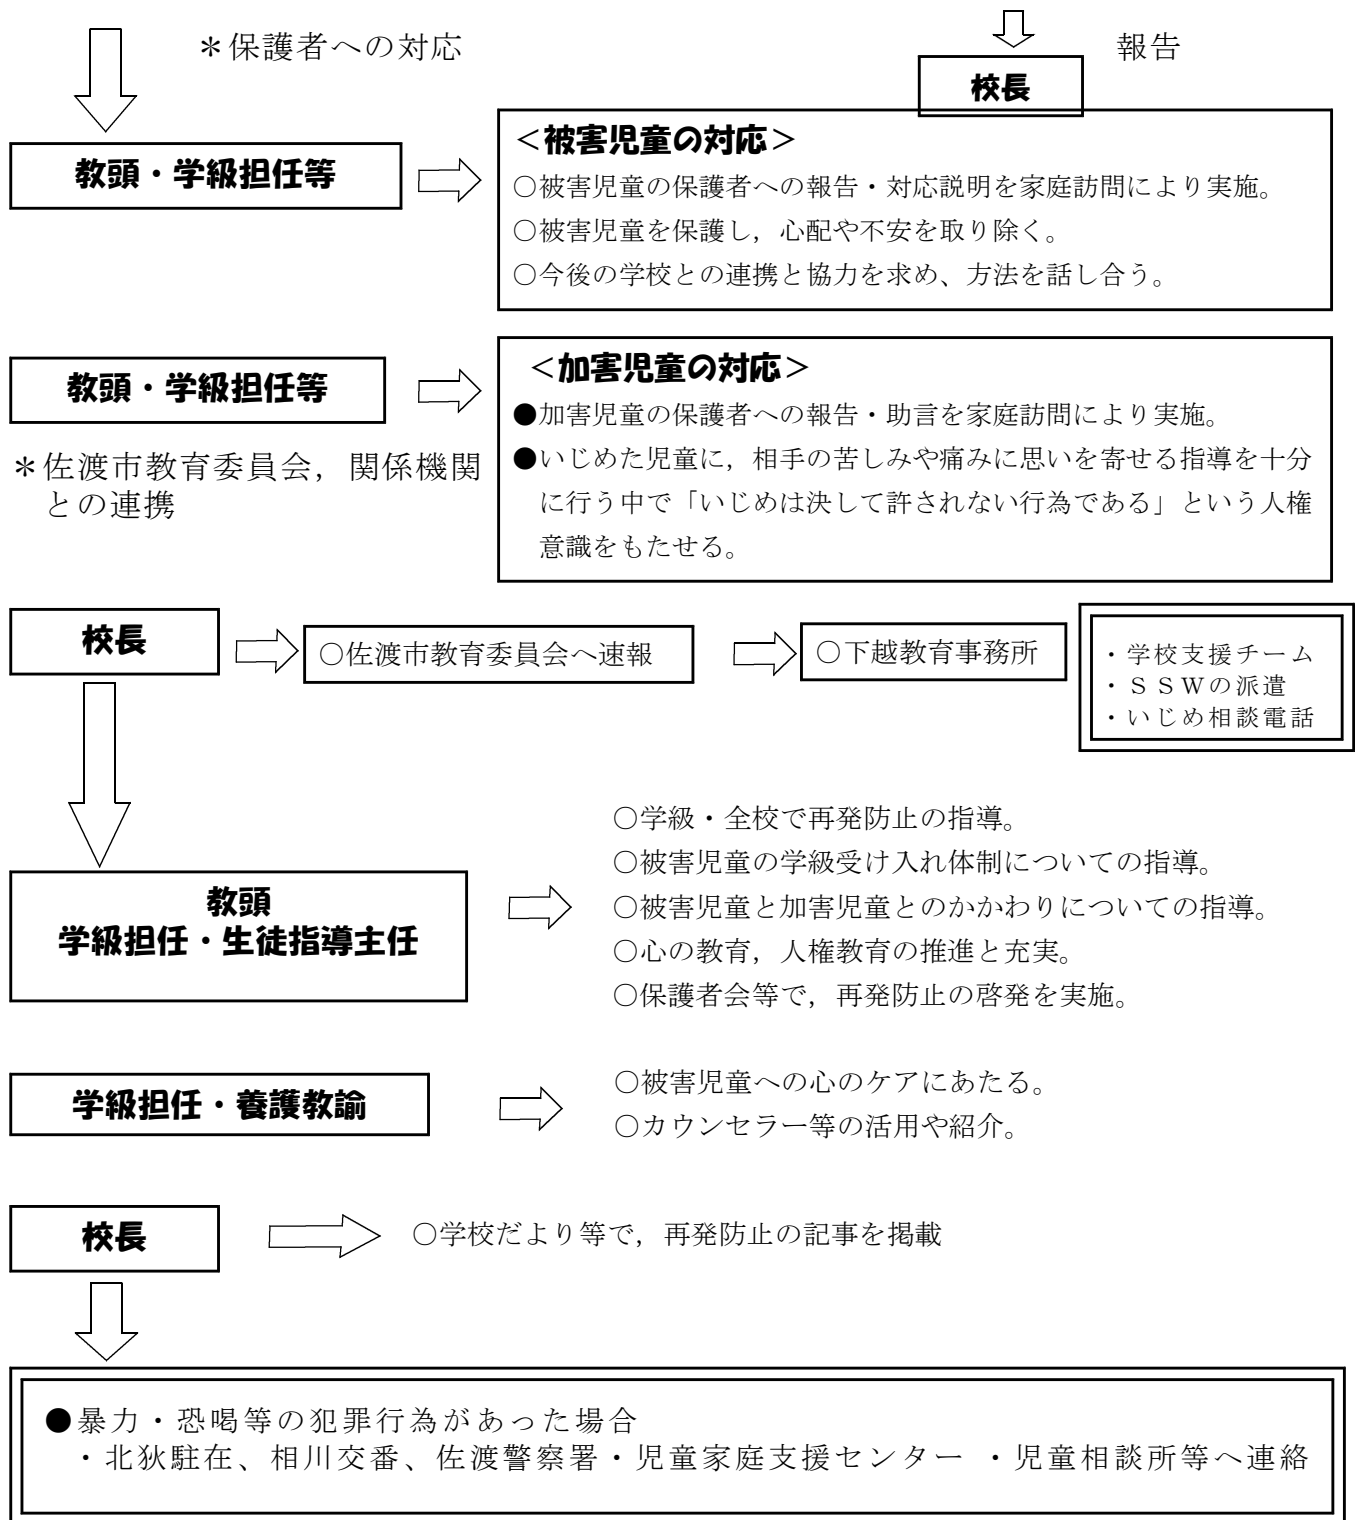 ＊保護者への対応
報告
校長
教頭・学級担任等
＜被害児童の対応＞
○被害児童の保護者への報告・対応説明を家庭訪問により実施。
○被害児童を保護し，心配や不安を取り除く。
○今後の学校との連携と協力を求め、方法を話し合う。
教頭・学級担任等
＜加害児童の対応＞
●加害児童の保護者への報告・助言を家庭訪問により実施。
●いじめた児童に，相手の苦しみや痛みに思いを寄せる指導を十分
に行う中で「いじめは決して許されない行為である」という人権
意識をもたせる。
＊佐渡市教育委員会，関係機関
との連携
校長
○佐渡市教育委員会へ速報
○下越教育事務所
・学校支援チーム
・ＳＳＷの派遣
・いじめ相談電話
教頭
学級担任・生徒指導主任
○学級・全校で再発防止の指導。
○被害児童の学級受け入れ体制についての指導。
○被害児童と加害児童とのかかわりについての指導。
○心の教育，人権教育の推進と充実。
○保護者会等で，再発防止の啓発を実施。
学級担任・養護教諭
○被害児童への心のケアにあたる。
○カウンセラー等の活用や紹介。
校長
○学校だより等で，再発防止の記事を掲載
●暴力・恐喝等の犯罪行為があった場合
・北狄駐在、相川交番、佐渡警察署・児童家庭支援センター ・児童相談所等へ連絡